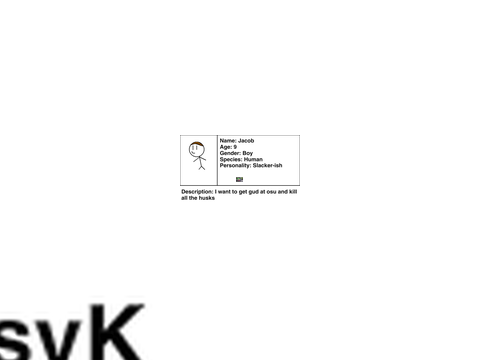 Name: Jacob
Age: 9
Gender: Boy
Species: Human
Personality: Slacker-ish
Description: I want to get gud at osu and kill
all the husks
svK